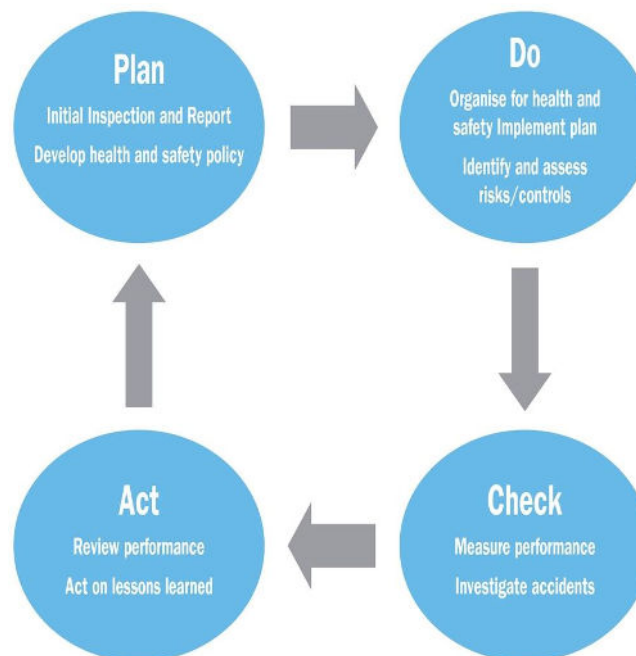 Plan
Initial Inspection and Report
Develop health and safety policy
Do
Organise for health and
safety Implement plan
Identify and assess
risks/controls
Check
Measure performance
Investigate accidents
Act
Review performance
Act on lessons learned